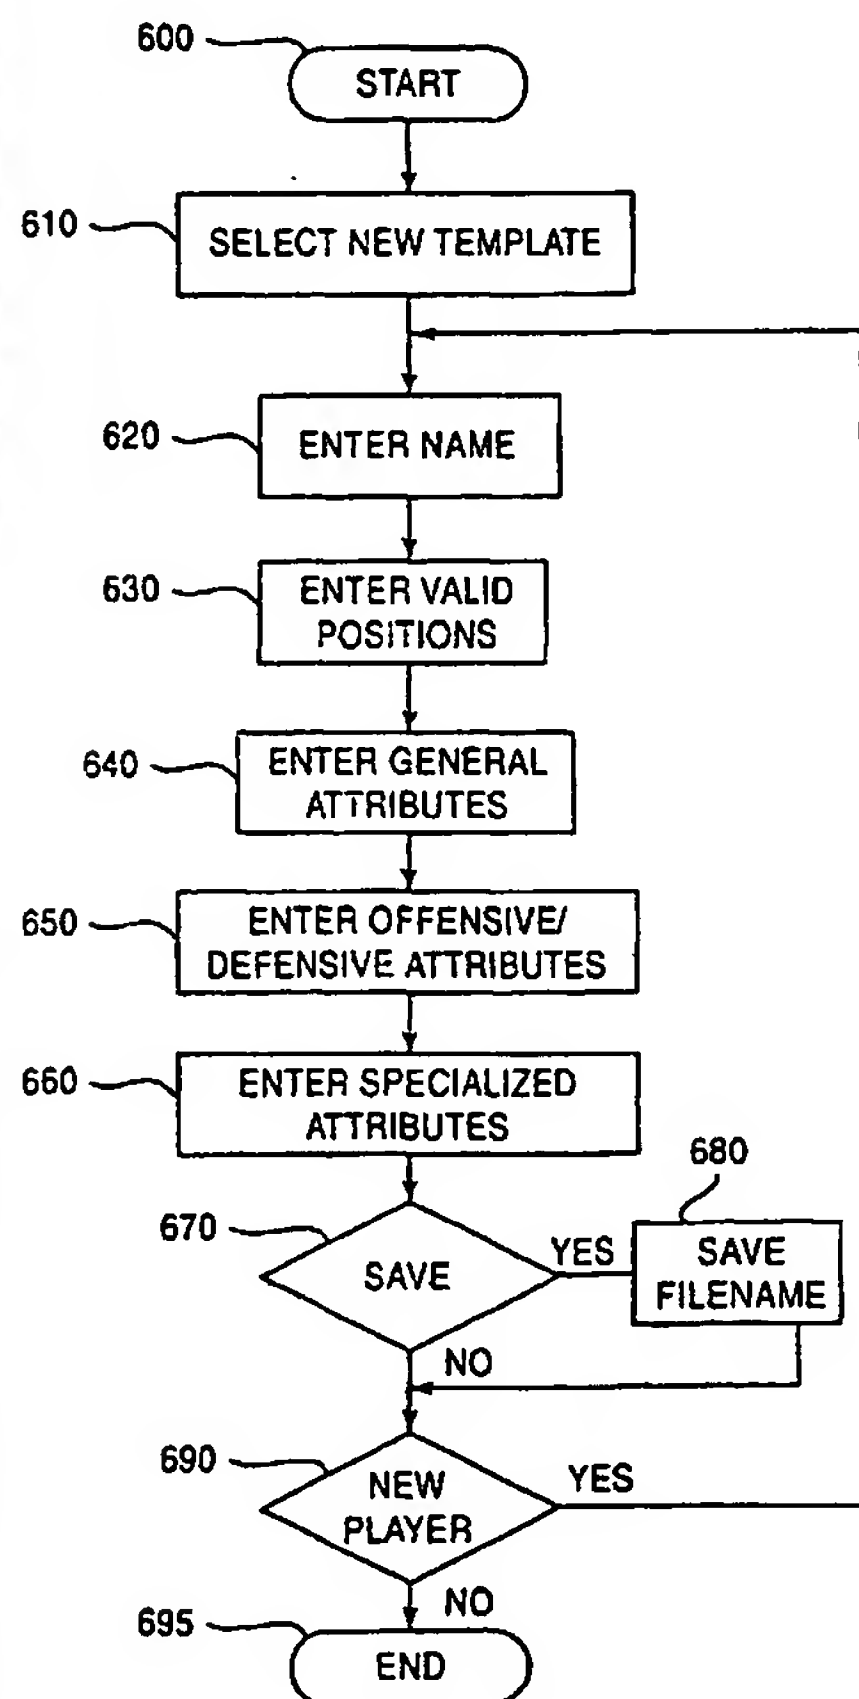 600
START
610
SELECT NEW TEMPLATE
620
ENTER NAME
630
ENTER VALID
POSITIONS
640
ENTER GENERAL
ATTRIBUTES
650
ENTER OFFENSIVE/
DEFENSIVE ATTRIBUTES
660
ENTER SPECIALIZED
ATTRIBUTES
670
SAVE
YES
680
SAVE
FILENAME
NO
690
NEW
PLAYER
YES
NO
695
END